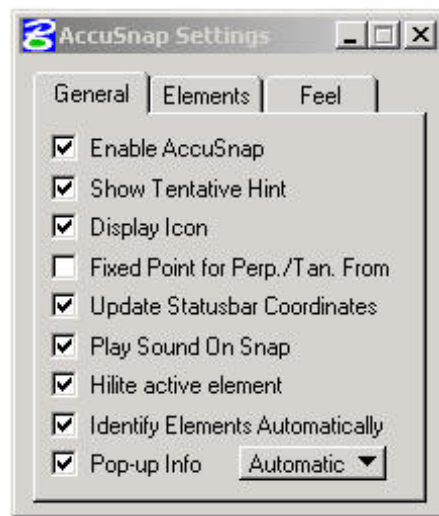 AccuSnap Settings
General Elements Feel
Enable AccuSnap
Show Tentative Hint
Display Icon
Fixed Point for Perp./Tan. From
Update Statusbar Coordinates
Play Sound On Snap
Hilite active element
Identify Elements Automatically
Pop-up Info Automatic